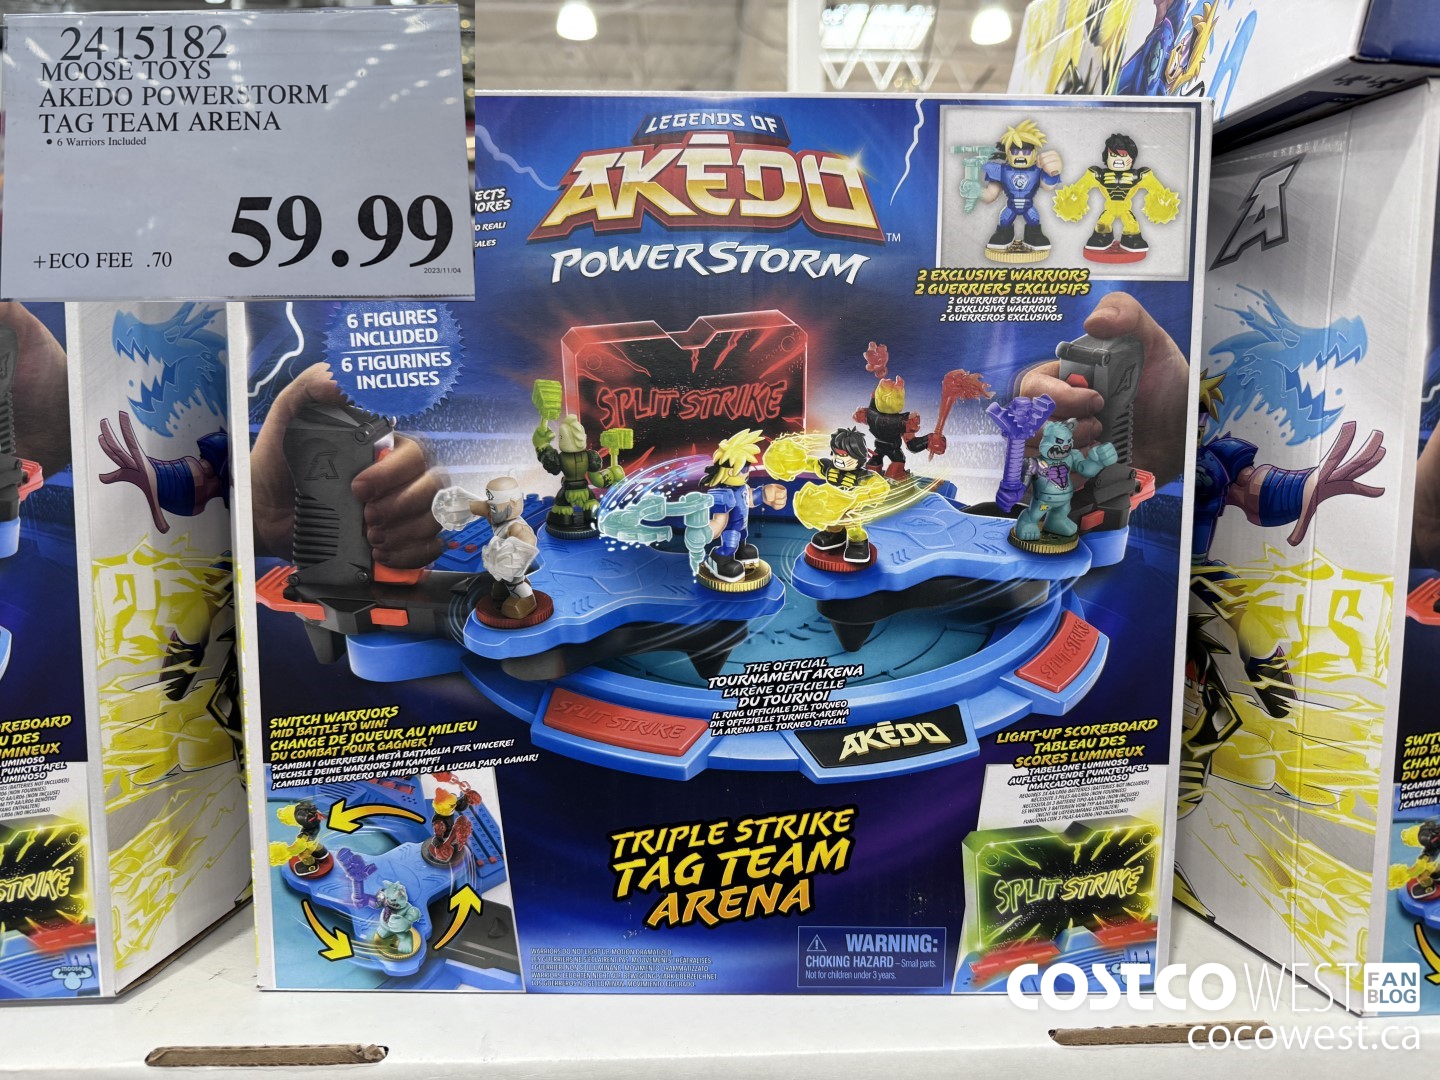 2415182
MOOSE TOYS
AKEDO POWERSTORM
TAG TEAM ARENA
• 6 Warriors Included
59.99
+ECO FEE .70
2023/11/04
LEGENDS OF
AKĒDO
™
POWERSTORM
2 EXCLUSIVE WARRIORS
2 GUERRIERS EXCLUSIFS
2 GUERRIERI ESCLUSIVI
2 EXKLUSIVE WARRIORS
2 GUERREROS EXCLUSIVOS
6 FIGURES
INCLUDED
6 FIGURINES
INCLUSES
SPLIT STRIKE
THE OFFICIAL
TOURNAMENT ARENA
L'ARÈNE OFFICIELLE
DU TOURNOI
IL RING UFFICIALE DEL TORNEO
DIE OFFIZIELLE TURNIER-ARENA
LA ARENA DEL TORNEO OFICIAL
SPLIT STRIKE
SPLIT STRIKE
AKĒDO
SWITCH WARRIORS
MID BATTLE TO WIN!
CHANGE DE JOUEUR AU MILIEU
DU COMBAT POUR GAGNER !
SCAMBIA I GUERRIERI A METÀ BATTAGLIA PER VINCERE!
WECHSLE DEINE WARRIORS IM KAMPF!
¡CAMBIA DE GUERRERO EN MITAD DE LA LUCHA PARA GANAR!
LIGHT-UP SCOREBOARD
TABLEAU DES
SCORES LUMINEUX
TABELLONE LUMINOSO
AUFLEUCHTENDE PUNKTETAFEL
MARCADOR LUMINOSO
SPLIT STRIKE
TRIPLE STRIKE
TAG TEAM
ARENA
WARNING:
CHOKING HAZARD – Small parts.
Not for children under 3 years.
COSTCO WEST FAN BLOG
cocowest.ca